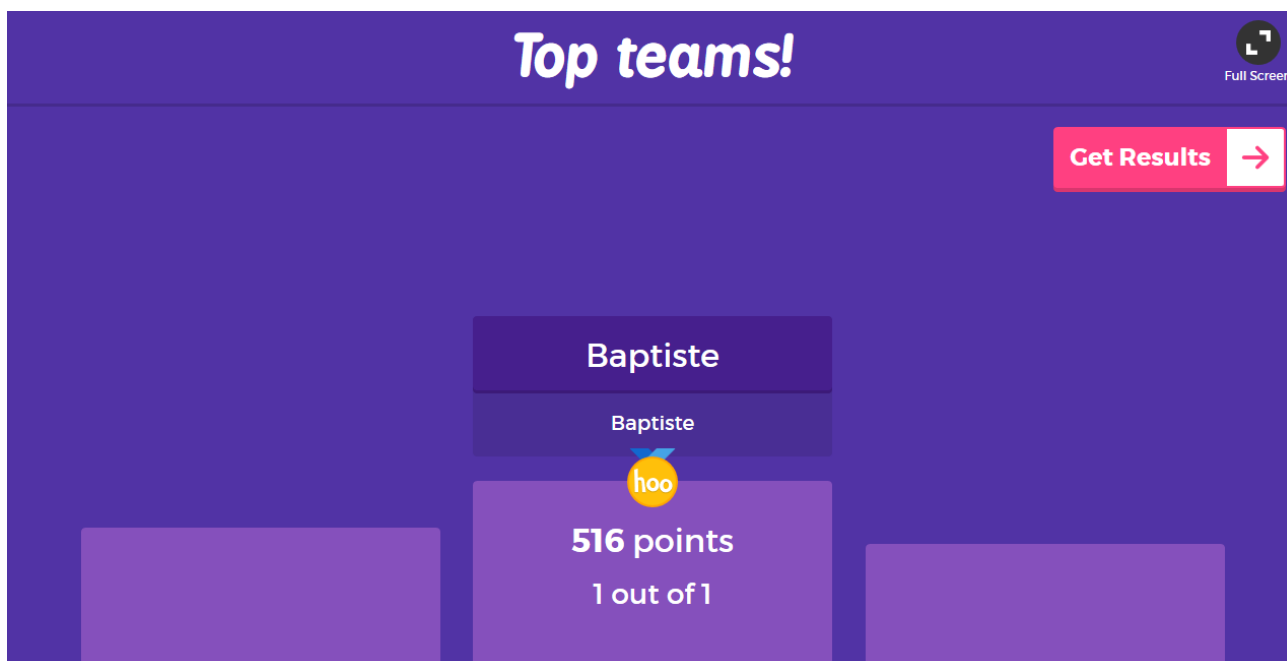 Top teams!
Full Screen
Get Results
Baptiste
Baptiste
hoo
516 points
1 out of 1